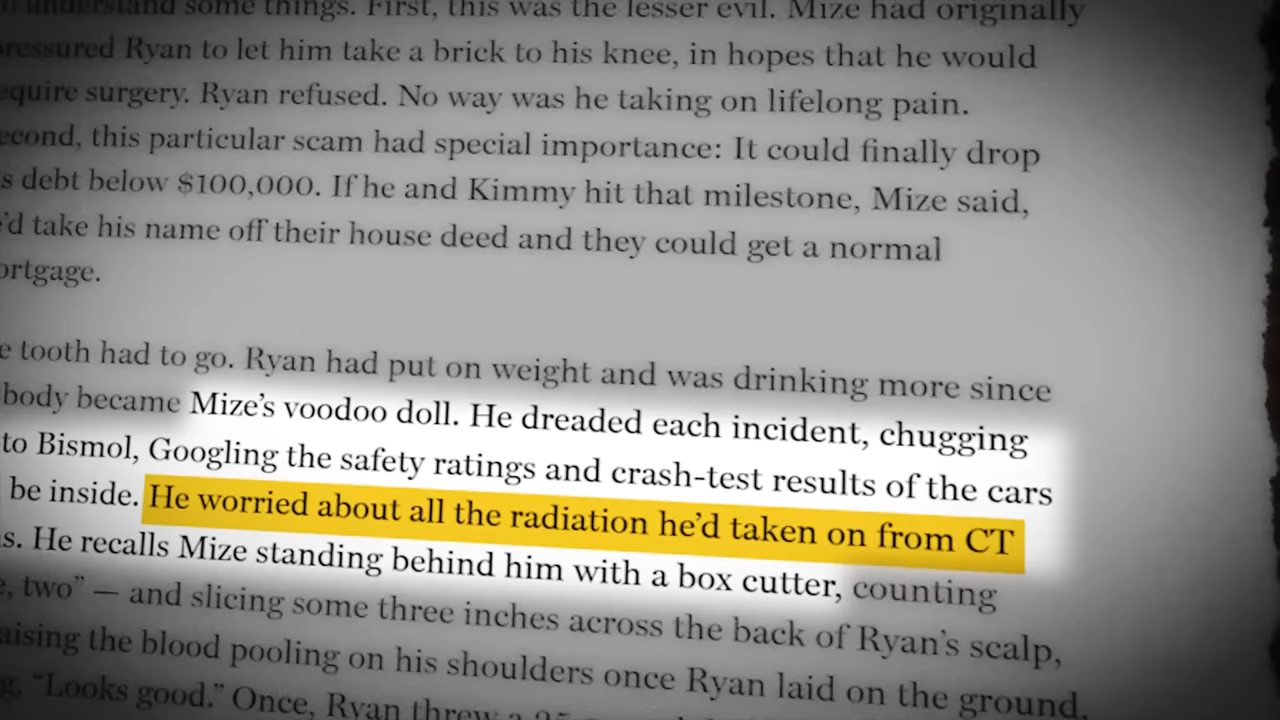 understand some things. First, this was the lesser evil. Mize had originally
pressured Ryan to let him take a brick to his knee, in hopes that he would
equire surgery. Ryan refused. No way was he taking on lifelong pain.
econd, this particular scam had special importance: It could finally drop
s debt below $100,000. If he and Kimmy hit that milestone, Mize said,
e'd take his name off their house deed and they could get a normal
ortgage.
e tooth had to go. Ryan had put on weight and was drinking more since
body became Mize's voodoo doll. He dreaded each incident, chugging
to Bismol, Googling the safety ratings and crash-test results of the cars
be inside. He worried about all the radiation he'd taken on from CT
s. He recalls Mize standing behind him with a box cutter, counting
e, two” — and slicing some three inches across the back of Ryan's scalp,
aising the blood pooling on his shoulders once Ryan laid on the ground,
g, “Looks good.” Once, Ryan threw a